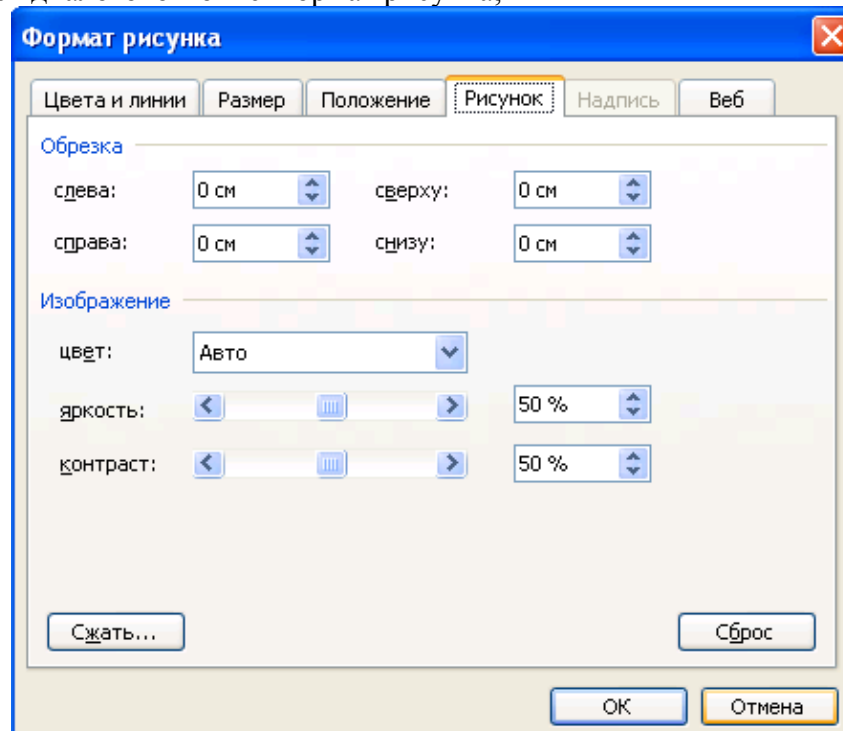 Формат рисунка
Цвета и линии Размер Положение Рисунок Надпись Веб
Обрезка
слева: 0 см сверху: 0 см
справа: 0 см снизу: 0 см
Изображение
цвет: Авто
яркость: 50 %
контраст: 50 %
Сжать... Сброс
ОК Отмена